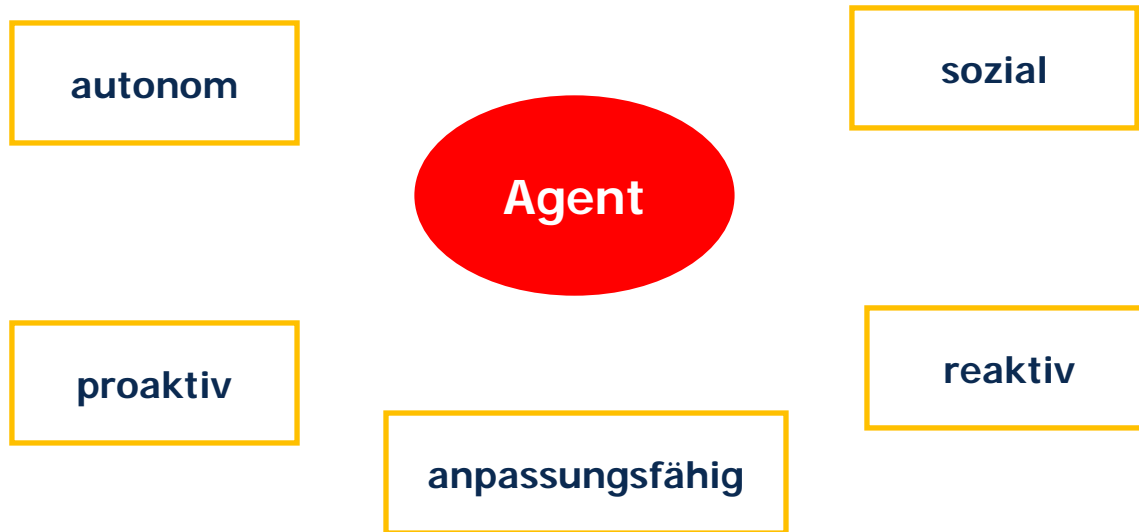 autonom
sozial
Agent
proaktiv
reaktiv
anpassungsfähig